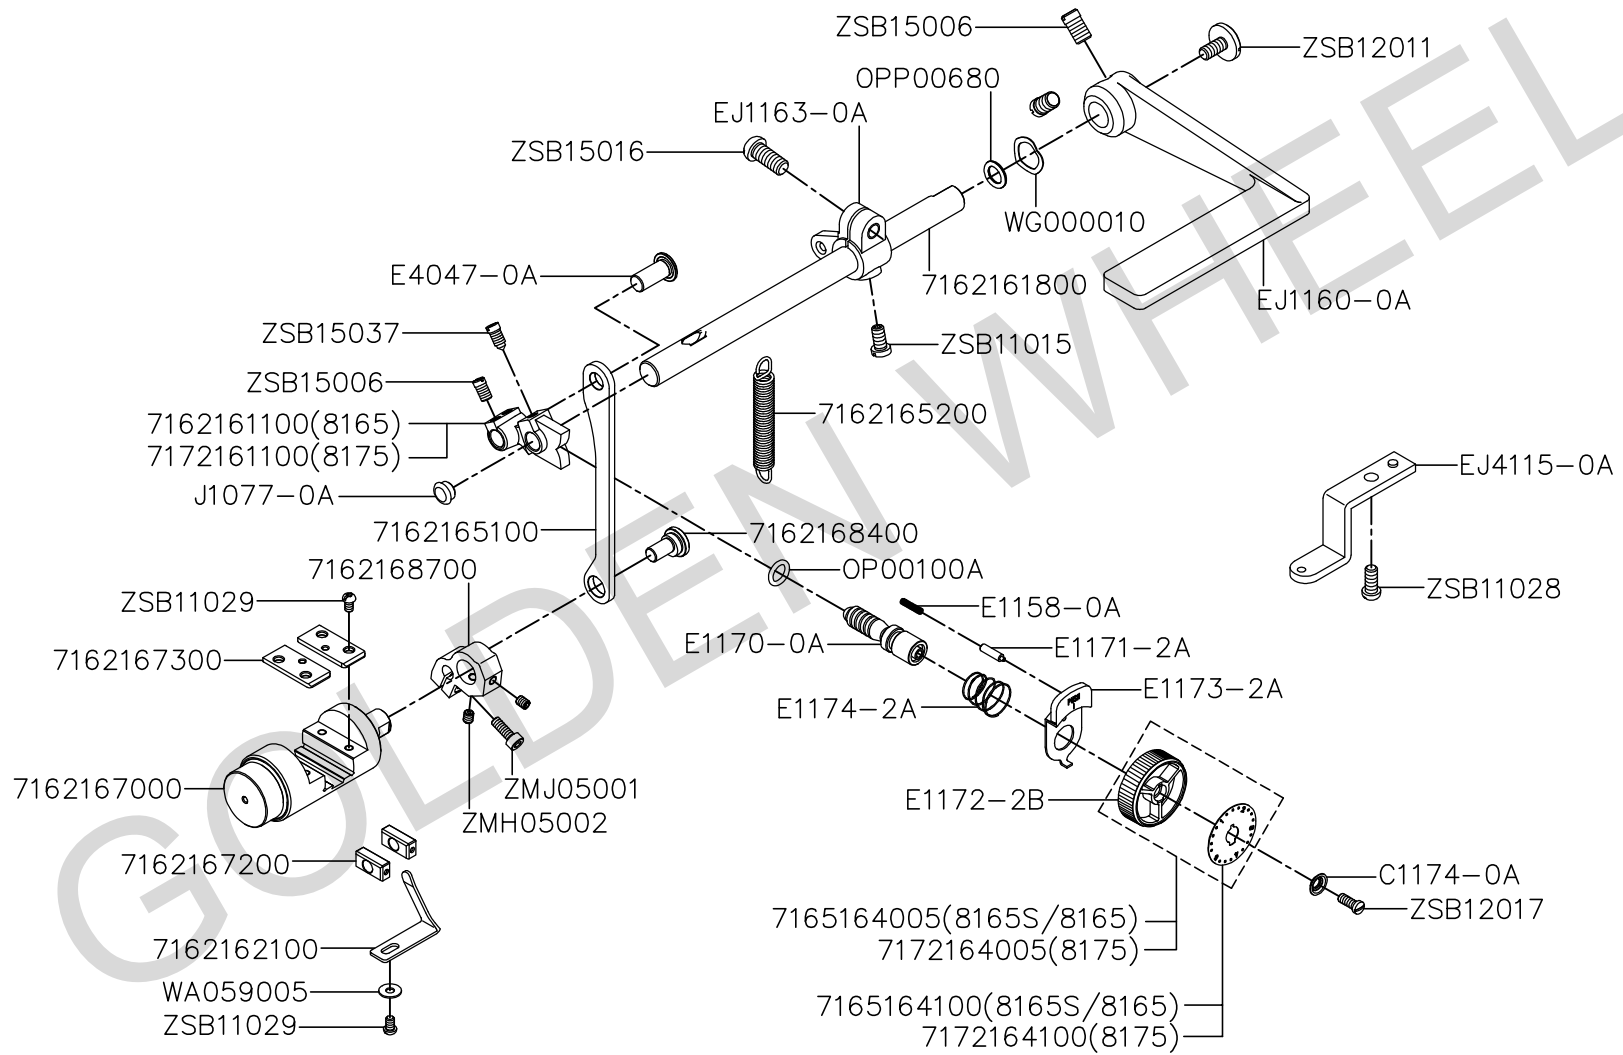 ZSB15006
ZSB12011
OPP00680
EJ1163-0A
ZSB15016
WG000010
E4047-0A
7162161800
EJ1160-0A
ZSB15037
ZSB11015
ZSB15006
7162161100(8165)
7162165200
7172161100(8175)
EJ4115-0A
J1077-0A
7162165100
7162168400
7162168700
OP00100A
ZSB11029
E1158-0A
ZSB11028
E1170-0A
E1171-2A
7162167300
E1173-2A
E1174-2A
7162167000
ZMJ05001
E1172-2B
ZMH05002
7162167200
C1174-0A
ZSB12017
7165164005(8165S/8165)
7162162100
7172164005(8175)
WA059005
7165164100(8165S/8165)
ZSB11029
7172164100(8175)
GOLDEN WHEEL